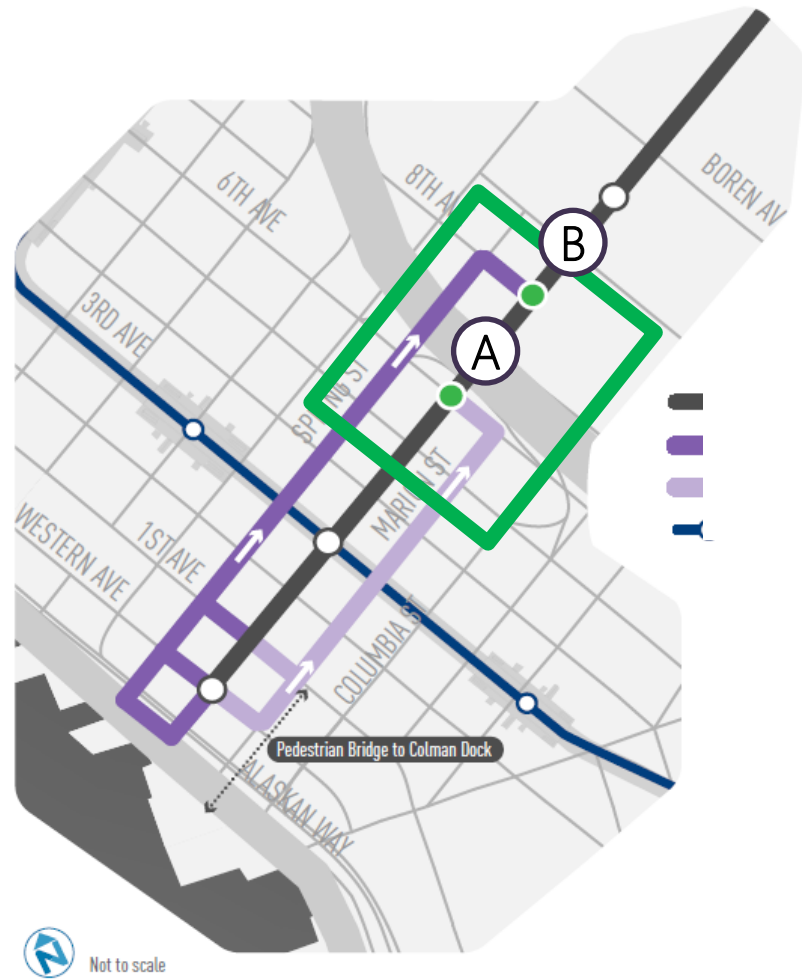 BOREN AV
8TH A
6TH AVE
B
3RD AVE
A
SPRING ST
MARION ST
WESTERN AVE
1ST AVE
COLUMBIA ST
Pedestrian Bridge to Colman Dock
ALASKAN WAY
Not to scale